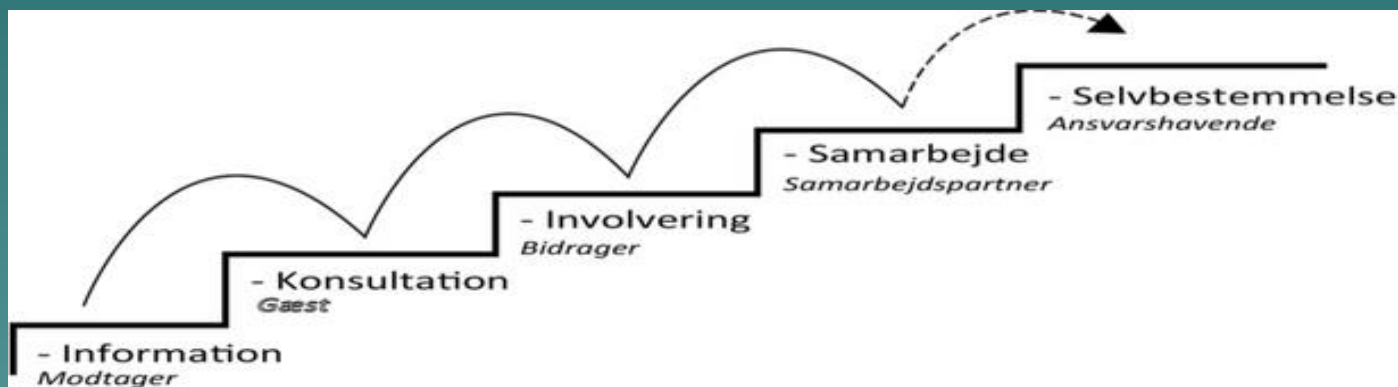 - Selvbestemmelse
Ansvarshavende
- Samarbejde
Samarbejdspartner
- Involvering
Bidrager
- Konsultation
Gæst
- Information
Modtager